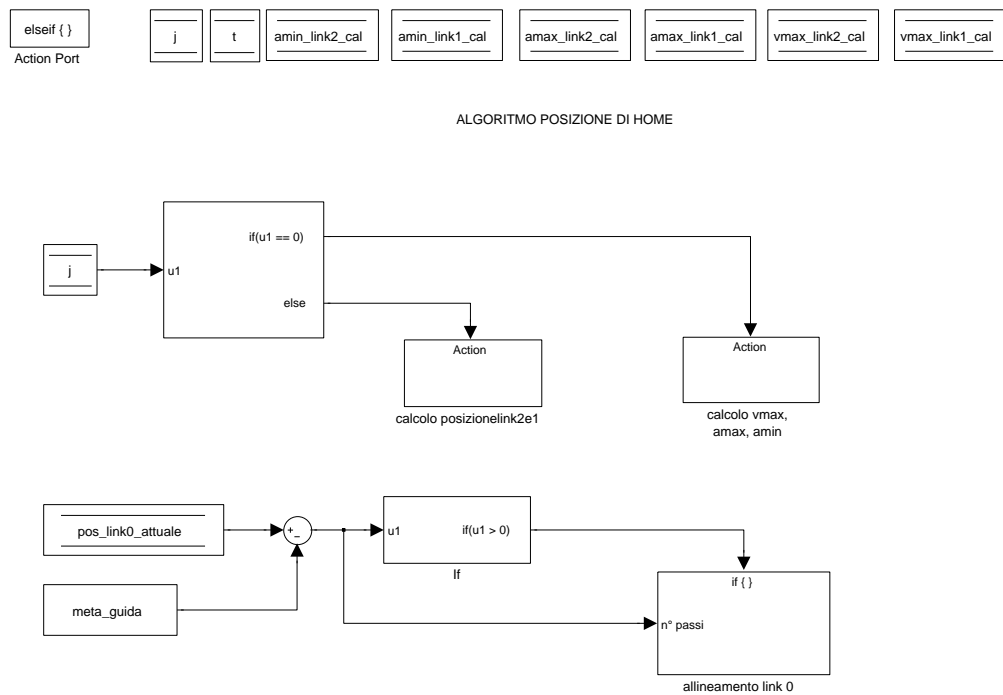 elseif { }
Action Port
j
t
amin_link2_cal
amin_link1_cal
amax_link2_cal
amax_link1_cal
vmax_link2_cal
vmax_link1_cal
ALGORITMO POSIZIONE DI HOME
j
u1
if(u1 == 0)
else
Action
calcolo posizionelink2e1
Action
calcolo vmax,
amax, amin
pos_link0_attuale
meta_guida
+
−
u1
if(u1 > 0)
If
if { }
n° passi
allineamento link 0